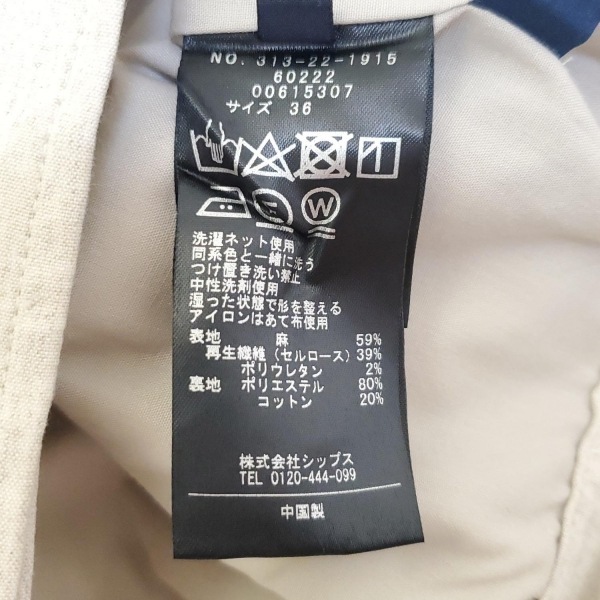 NO. 313-22-1915
60222
00615307
サイズ 36
W
洗濯ネット使用
同系色と一緒に洗う
つけ置き洗い禁止
中性洗剤使用
湿った状態で形を整える
アイロンはあて布使用
表地 麻 59%
再生繊維(セルロース)39%
ポリウレタン 2%
裏地 ポリエステル 80%
コットン 20%
株式会社シップス
TEL 0120-444-099
中国製